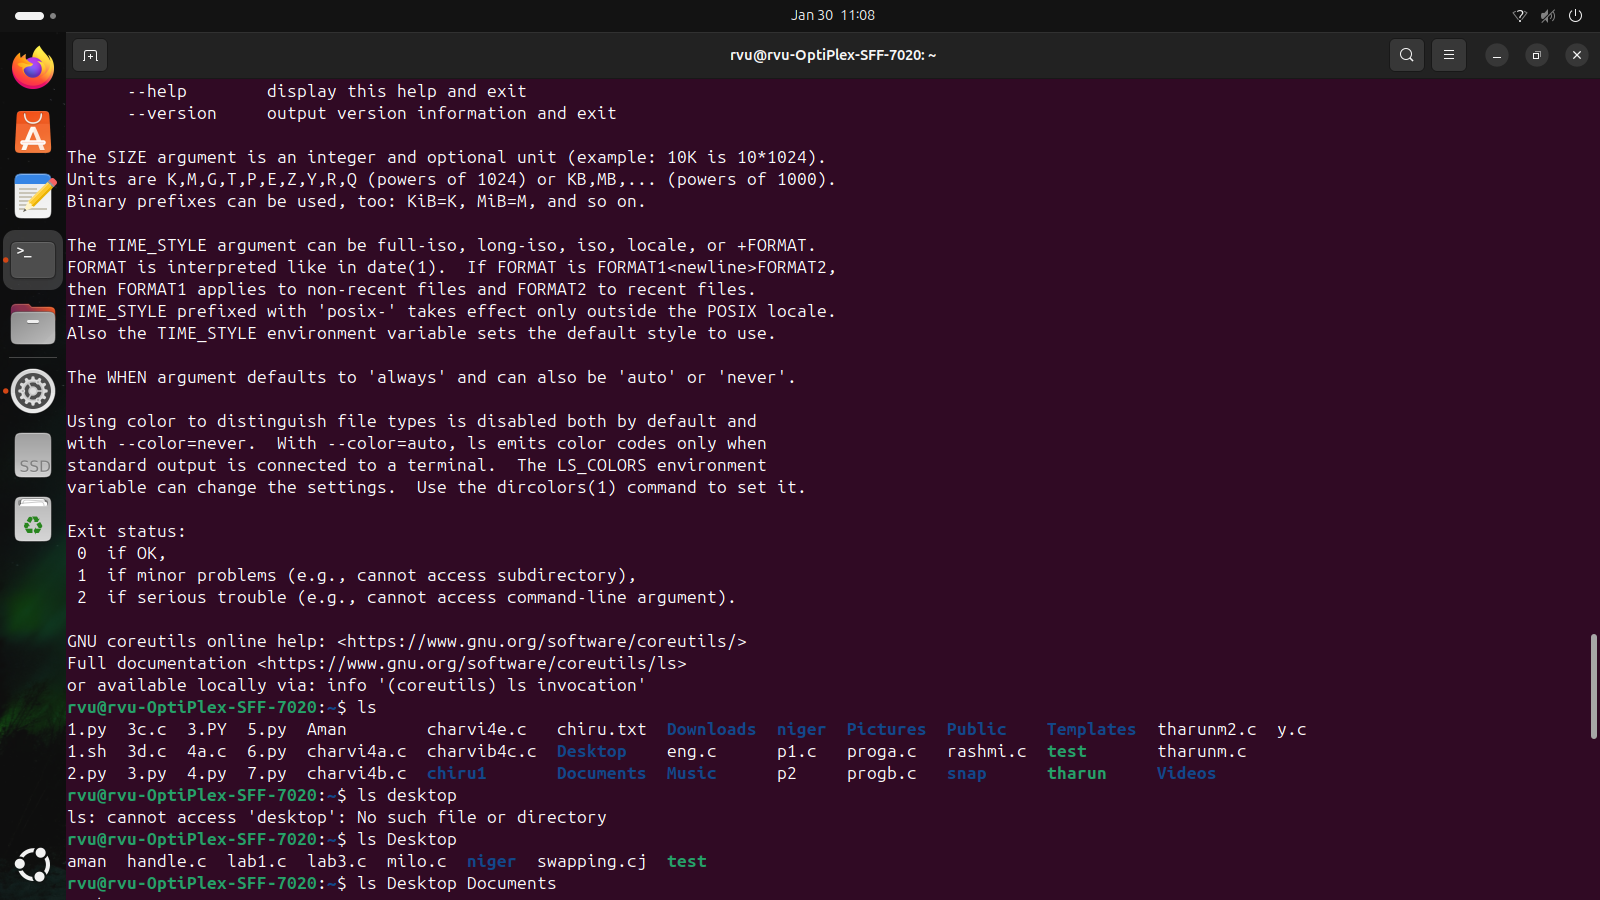 Jan 30 11:08
rvu@rvu-OptiPlex-SFF-7020: ~
--help        display this help and exit
--version     output version information and exit
The SIZE argument is an integer and optional unit (example: 10K is 10*1024).
Units are K,M,G,T,P,E,Z,Y,R,Q (powers of 1024) or KB,MB,... (powers of 1000).
Binary prefixes can be used, too: KiB=K, MiB=M, and so on.
The TIME_STYLE argument can be full-iso, long-iso, iso, locale, or +FORMAT.
FORMAT is interpreted like in date(1).  If FORMAT is FORMAT1<newline>FORMAT2,
then FORMAT1 applies to non-recent files and FORMAT2 to recent files.
TIME_STYLE prefixed with 'posix-' takes effect only outside the POSIX locale.
Also the TIME_STYLE environment variable sets the default style to use.
The WHEN argument defaults to 'always' and can also be 'auto' or 'never'.
Using color to distinguish file types is disabled both by default and
with --color=never.  With --color=auto, ls emits color codes only when
standard output is connected to a terminal.  The LS_COLORS environment
variable can change the settings.  Use the dircolors(1) command to set it.
Exit status:
 0  if OK,
 1  if minor problems (e.g., cannot access subdirectory),
 2  if serious trouble (e.g., cannot access command-line argument).
GNU coreutils online help: <https://www.gnu.org/software/coreutils/>
Full documentation <https://www.gnu.org/software/coreutils/ls>
or available locally via: info '(coreutils) ls invocation'
rvu@rvu-OptiPlex-SFF-7020:~$ ls
1.py  3c.c  3.PY  5.py  Aman        charvi4e.c   chiru.txt  Downloads  niger  Pictures  Public    Templates  tharunm2.c  y.c
1.sh  3d.c  4a.c  6.py  charvi4a.c  charvib4c.c  Desktop    eng.c      p1.c   proga.c   rashmi.c  test       tharunm.c
2.py  3.py  4.py  7.py  charvi4b.c  chiru1       Documents  Music      p2     progb.c   snap      tharun     Videos
rvu@rvu-OptiPlex-SFF-7020:~$ ls desktop
ls: cannot access 'desktop': No such file or directory
rvu@rvu-OptiPlex-SFF-7020:~$ ls Desktop
aman  handle.c  lab1.c  lab3.c  milo.c  niger  swapping.cj  test
rvu@rvu-OptiPlex-SFF-7020:~$ ls Desktop Documents
SSD